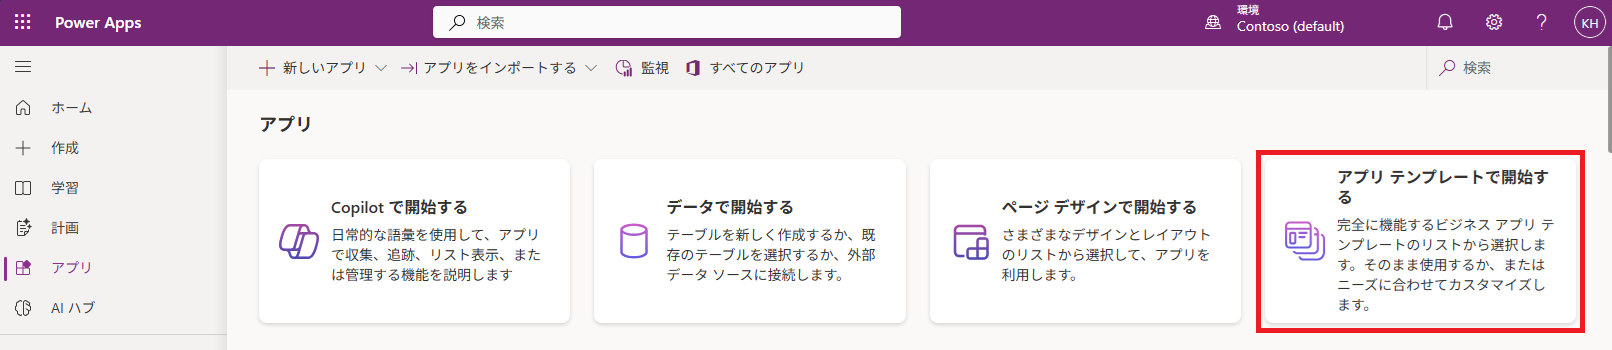 Power Apps
検索
環境
Contoso (default)
?
KH
ホーム
作成
学習
計画
アプリ
AI ハブ
新しいアプリ
アプリをインポートする
監視
すべてのアプリ
検索
アプリ
Copilot で開始する
日常的な語彙を使用して、アプリ
で収集、追跡、リスト表示、また
は管理する機能を説明します
データで開始する
テーブルを新しく作成するか、既
存のテーブルを選択するか、外部
データ ソースに接続します。
ページ デザインで開始する
さまざまなデザインとレイアウト
のリストから選択して、アプリを
利用します。
アプリ テンプレートで開始す
る
完全に機能するビジネス アプリ テ
ンプレートのリストから選択しま
す。そのまま使用するか、または
ニーズに合わせてカスタマイズし
ます。